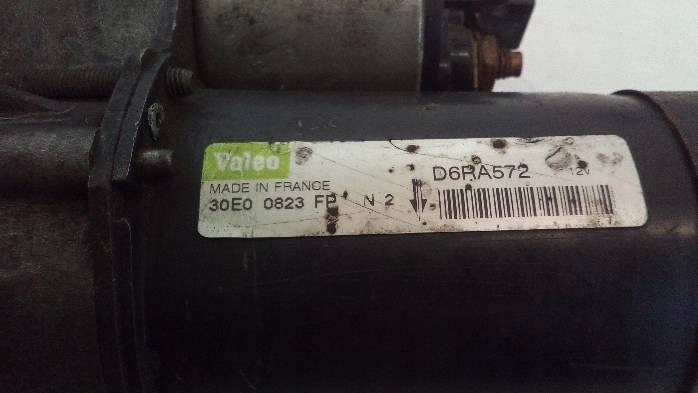 Valeo
MADE IN FRANCE
30E0 0823 FP N 2
D6RA572
12V